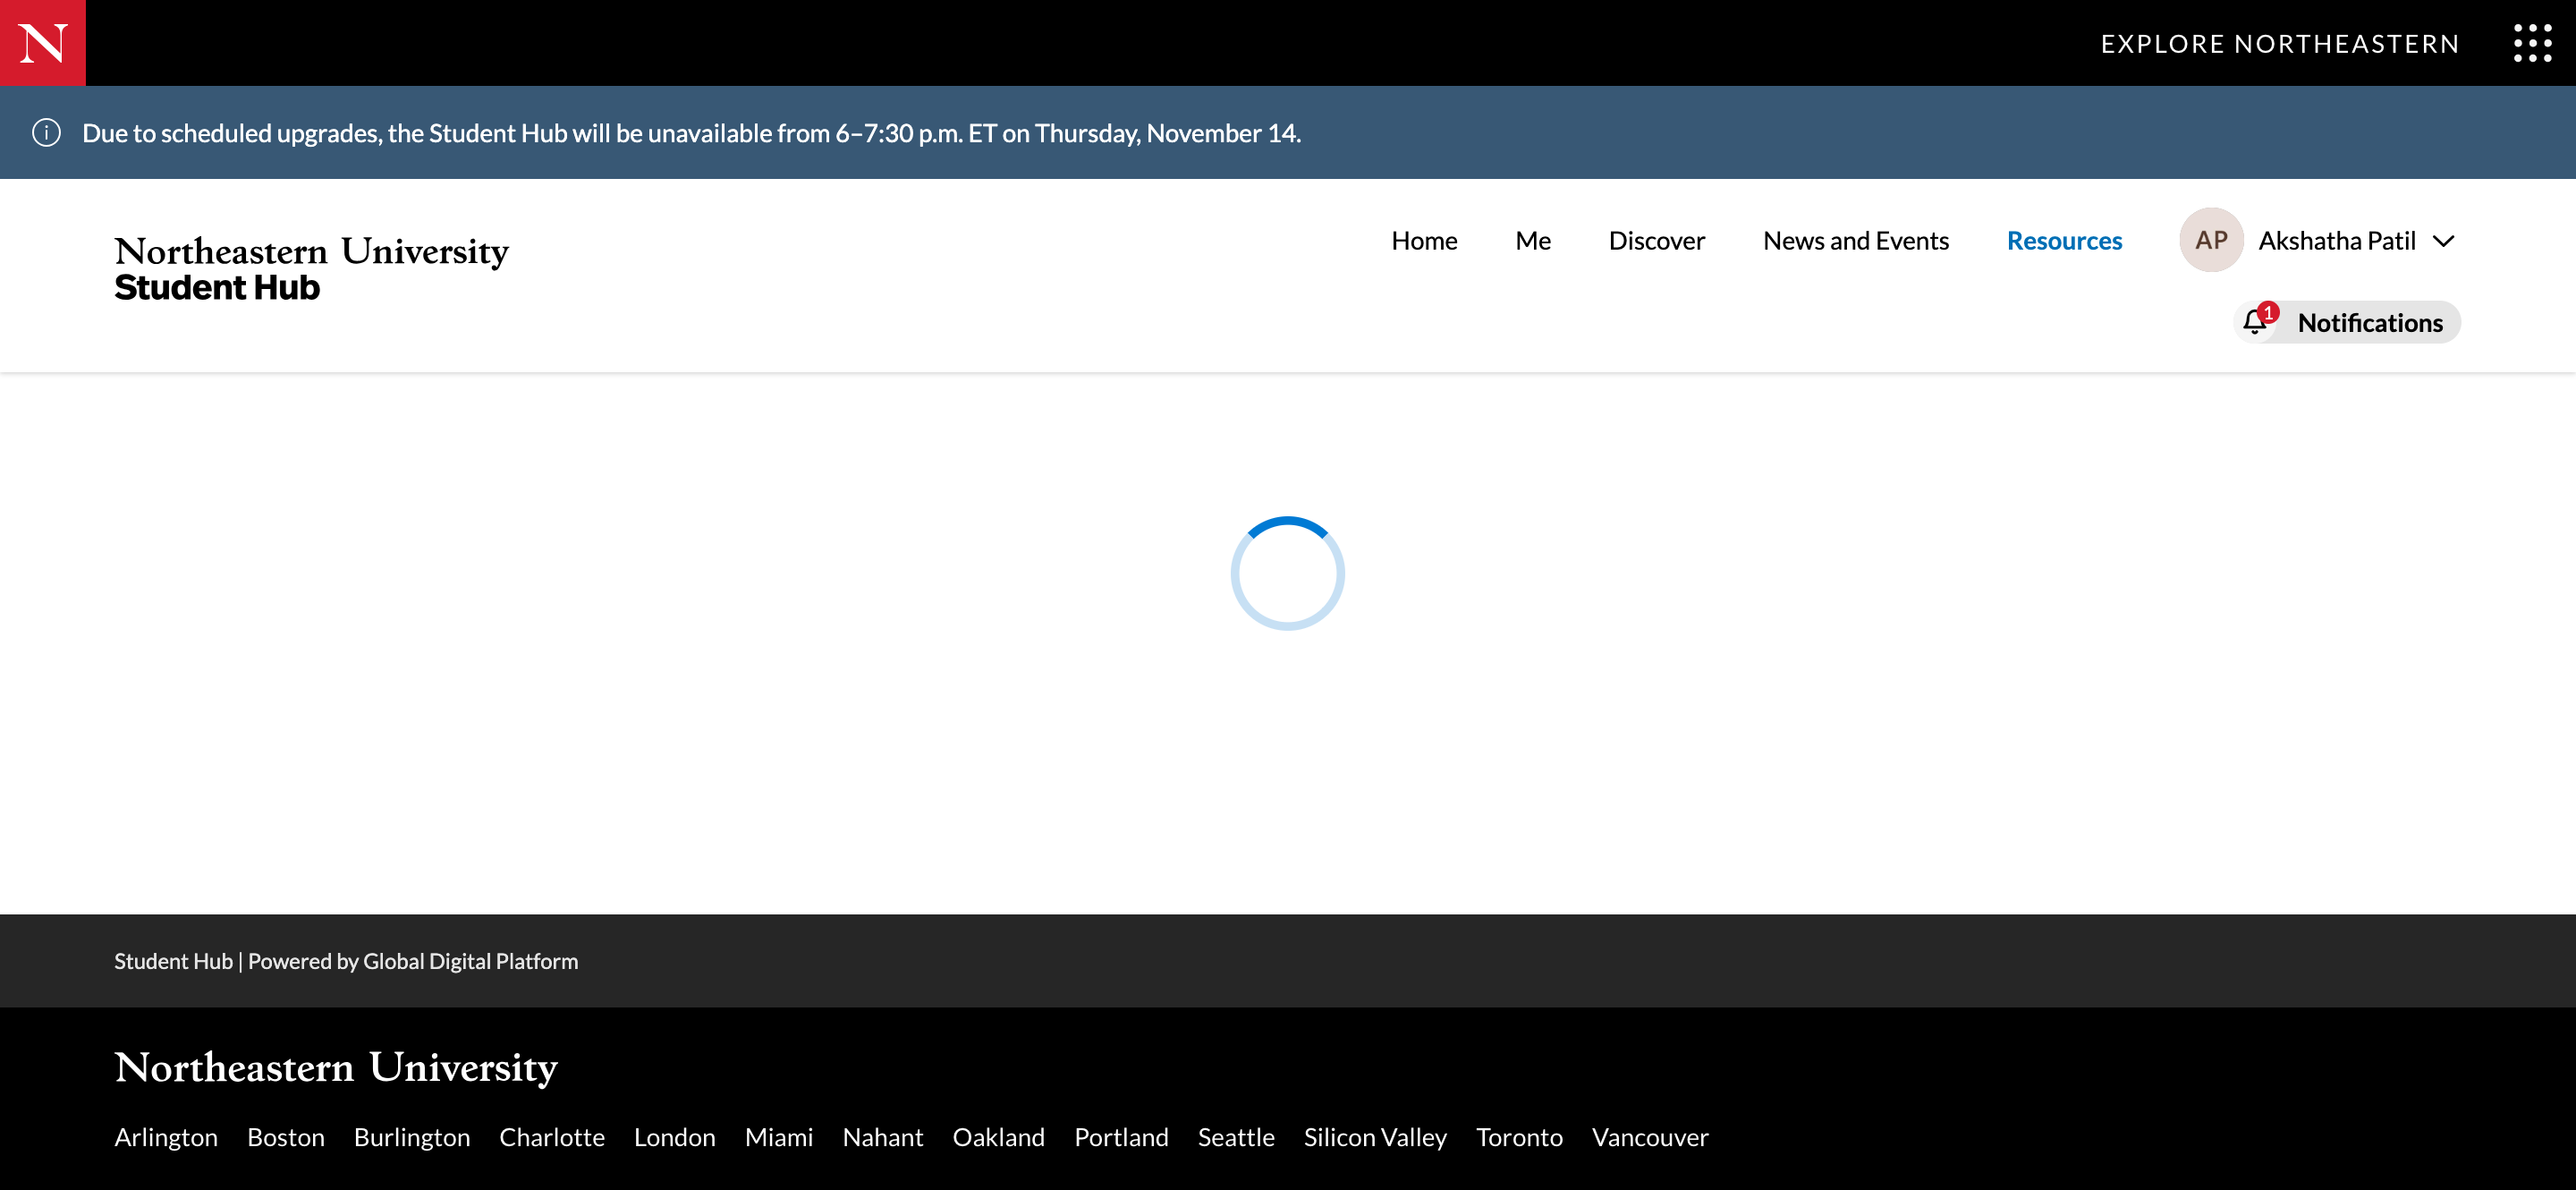 N
EXPLORE NORTHEASTERN
Due to scheduled upgrades, the Student Hub will be unavailable from 6–7:30 p.m. ET on Thursday, November 14.
Northeastern University
Student Hub
Home Me Discover News and Events Resources AP Akshatha Patil
1 Notifications
Student Hub | Powered by Global Digital Platform
Northeastern University
Arlington Boston Burlington Charlotte London Miami Nahant Oakland Portland Seattle Silicon Valley Toronto Vancouver